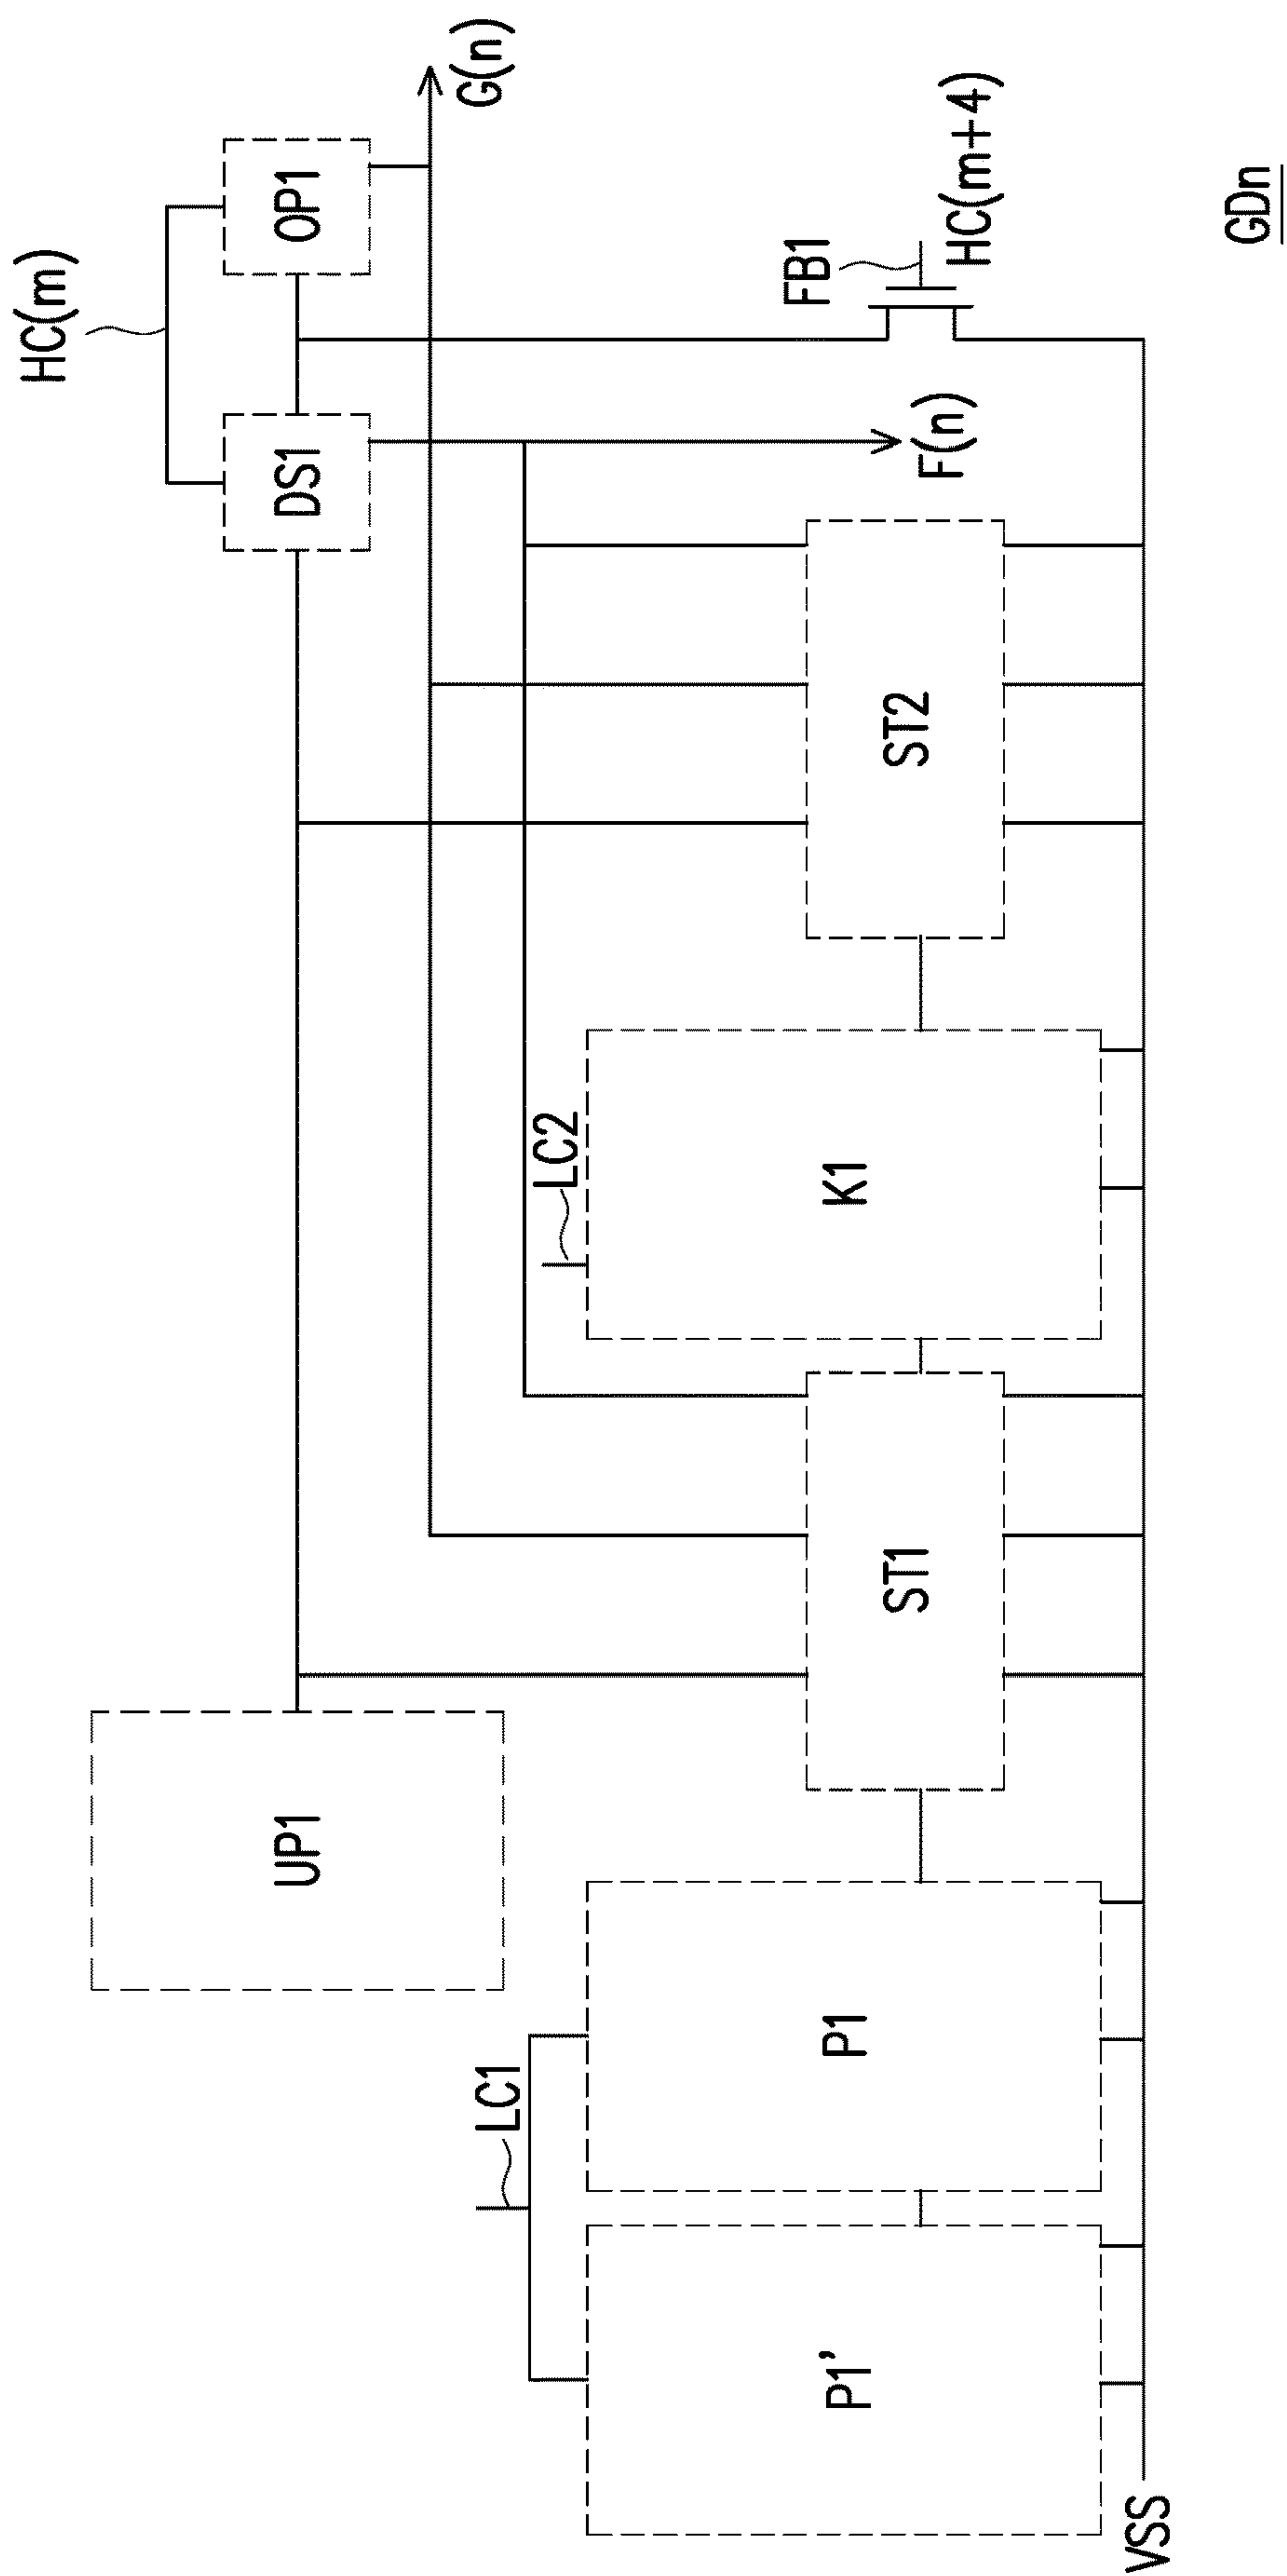 HC(m)
DS1
OP1
G(n)
UP1
LC1
LC2
FB1
HC(m+4)
F(n)
P1'
P1
ST1
K1
ST2
VSS
GDn